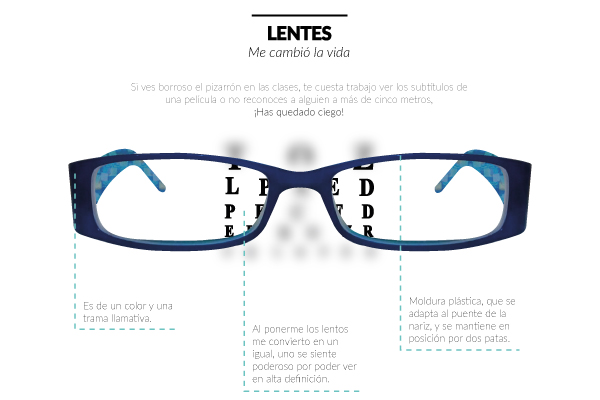 LENTES
Me cambió la vida
Si ves borroso el pizarrón en las clases, te cuesta trabajo ver los subtítulos de
una película o no reconoces a alguien a más de cinco metros,
¡Has quedado ciego!
L P E D
P F F D
E R
Es de un color y una
trama llamativa.
Al ponerme los lentos
me convierto en un
igual, uno se siente
poderoso por poder ver
en alta definición.
Moldura plástica, que se
adapta al puente de la
nariz, y se mantiene en
posición por dos patas.